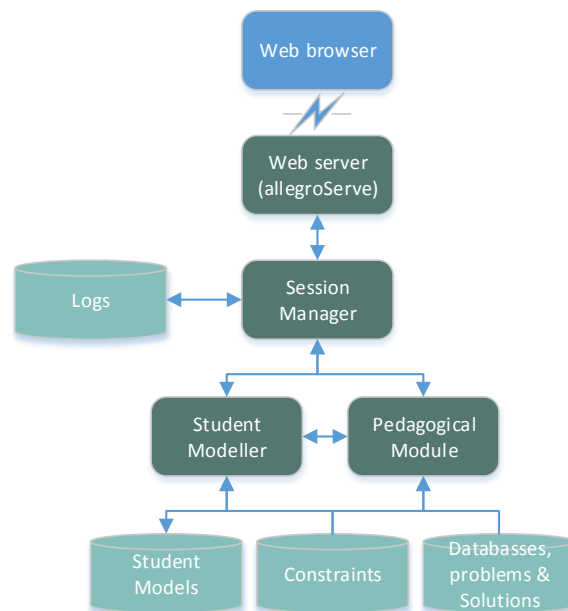 Web browser
Web server
(allegroServe)
Session
Manager
Logs
Student
Modeller
Pedagogical
Module
Student
Models
Constraints
Databasses,
problems &
Solutions